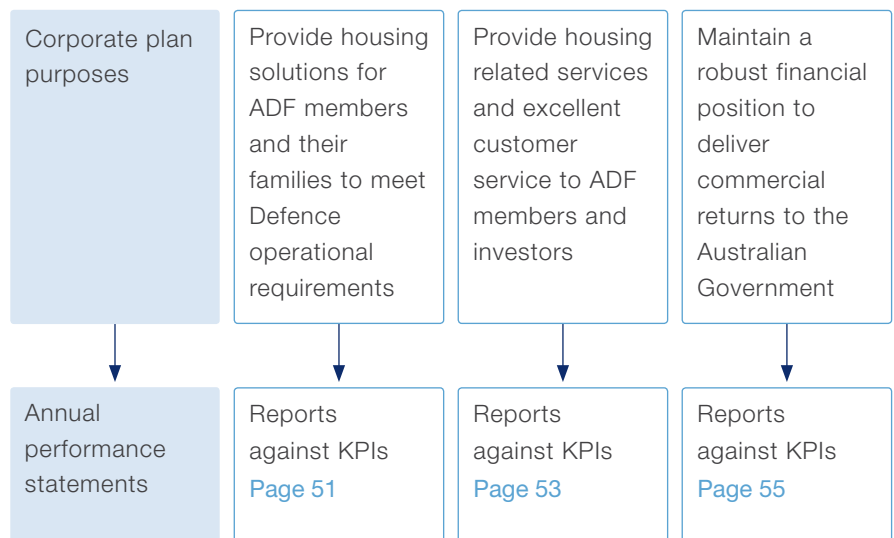 Corporate plan
purposes
Provide housing
solutions for
ADF members
and their
families to meet
Defence
operational
requirements
Provide housing
related services
and excellent
customer
service to ADF
members and
investors
Maintain a
robust financial
position to
deliver
commercial
returns to the
Australian
Government
Annual
performance
statements
Reports
against KPIs
Page 51
Reports
against KPIs
Page 53
Reports
against KPIs
Page 55